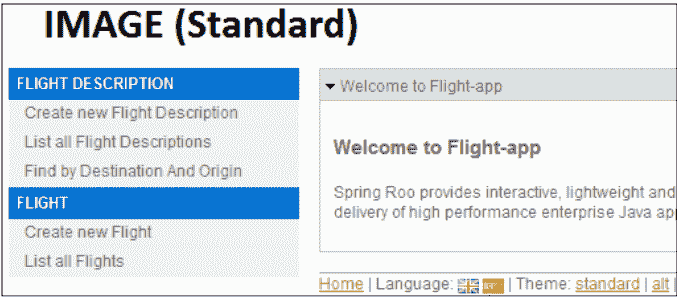 IMAGE (Standard)
FLIGHT DESCRIPTION
Create new Flight Description
List all Flight Descriptions
Find by Destination And Origin
FLIGHT
Create new Flight
List all Flights
Welcome to Flight-app
Welcome to Flight-app
Spring Roo provides interactive, lightweight and
delivery of high performance enterprise Java
Home | Language: | Theme: standard | alt |